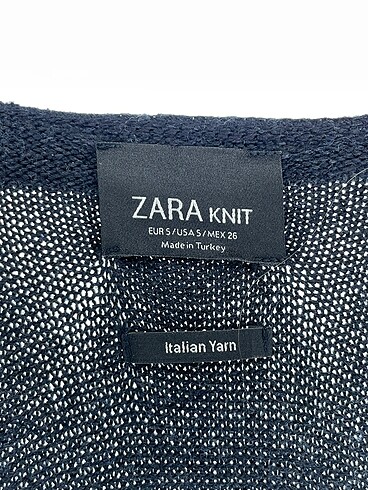 ZARA KNIT
EUR S / USA S / MEX 26
Made in Turkey
Italian Yarn